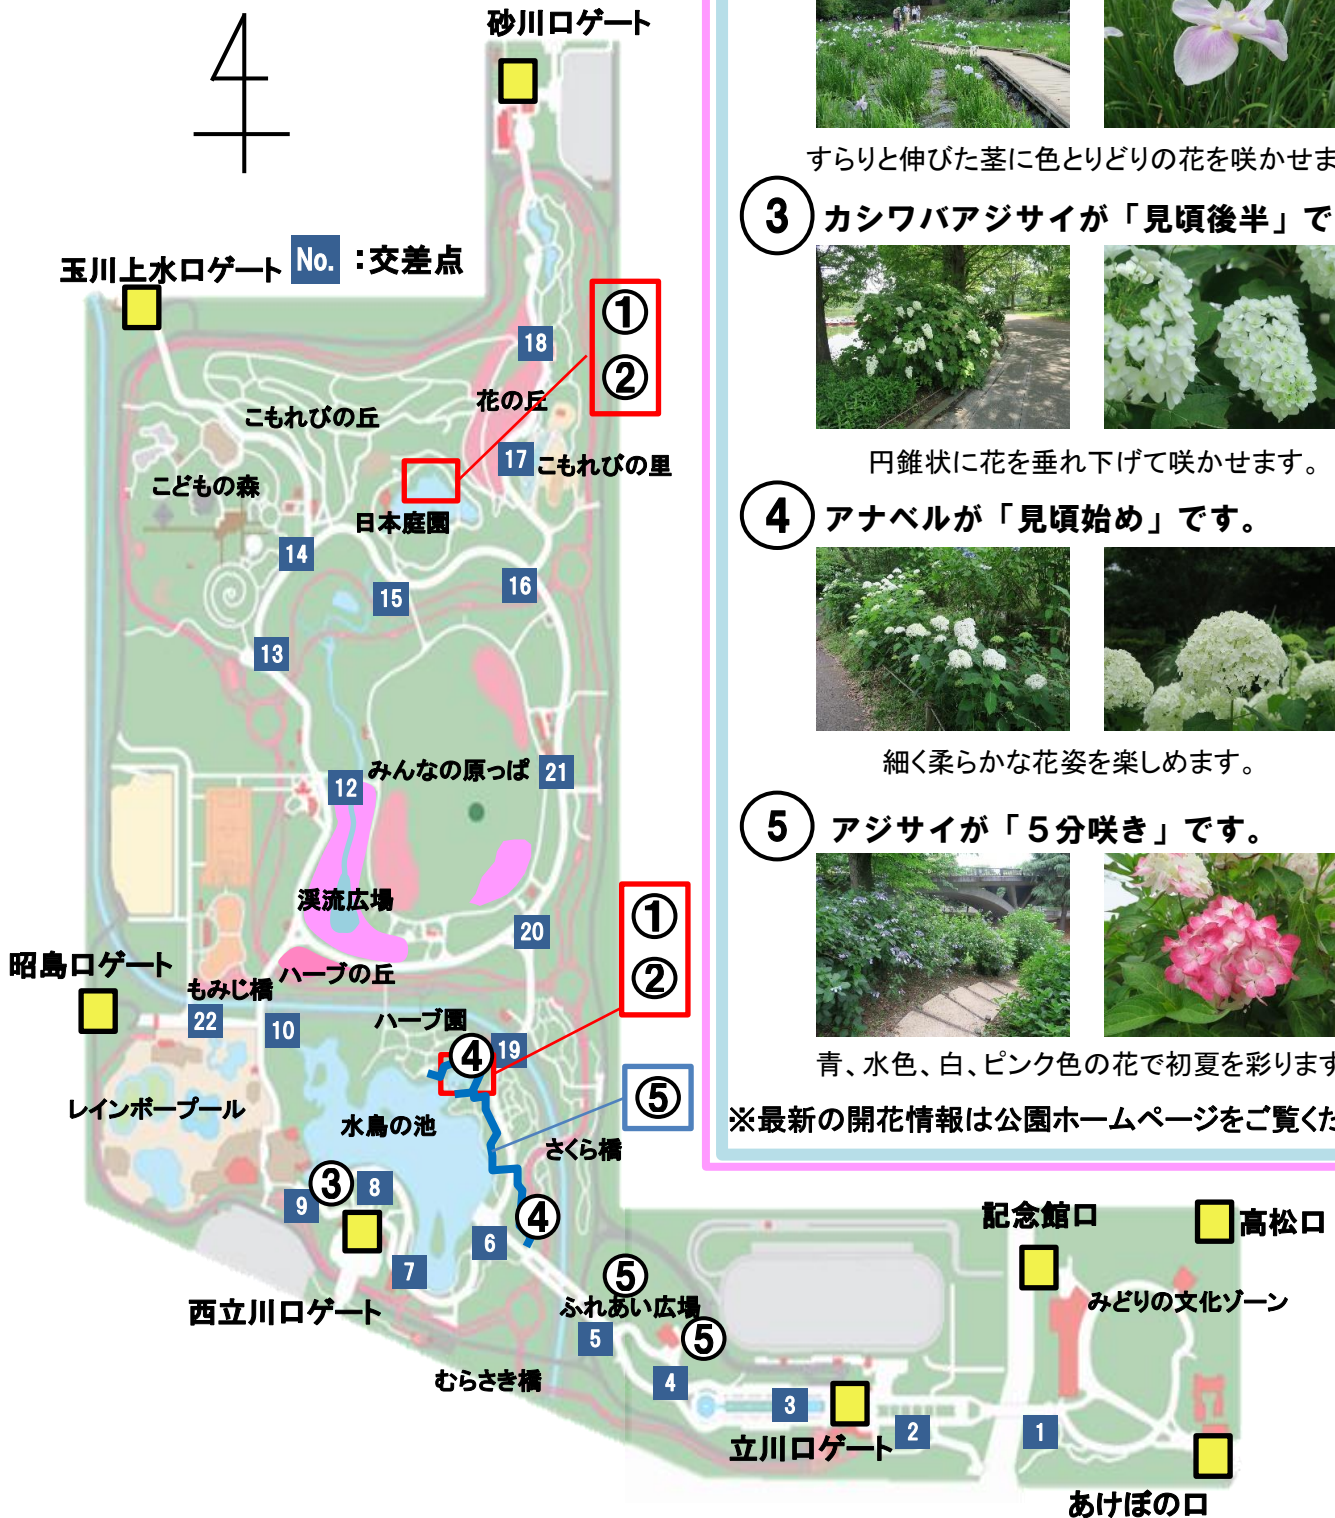 砂川口ゲート
玉川上水口ゲート
No. ：交差点
①
②
18
花の丘
こもれびの丘
17
こもれびの里
こどもの森
日本庭園
14
15
16
13
みんなの原っぱ
21
12
渓流広場
20
①
②
昭島口ゲート
ハーブの丘
もみじ橋
22
10
ハーブ園
④
19
⑤
レインボープール
水鳥の池
さくら橋
③
8
9
④
6
7
西立川口ゲート
⑤
ふれあい広場
5
⑤
むらさき橋
4
3
立川口ゲート
2
1
記念館口
高松口
みどりの文化ゾーン
あけぼの口
すらりと伸びた茎に色とりどりの花を咲かせま
③ カシワバアジサイが「見頃後半」で
円錐状に花を垂れ下げて咲かせます。
④ アナベルが「見頃始め」です。
細く柔らかな花姿を楽しめます。
⑤ アジサイが「５分咲き」です。
青、水色、白、ピンク色の花で初夏を彩ります
※最新の開花情報は公園ホームページをご覧くだ